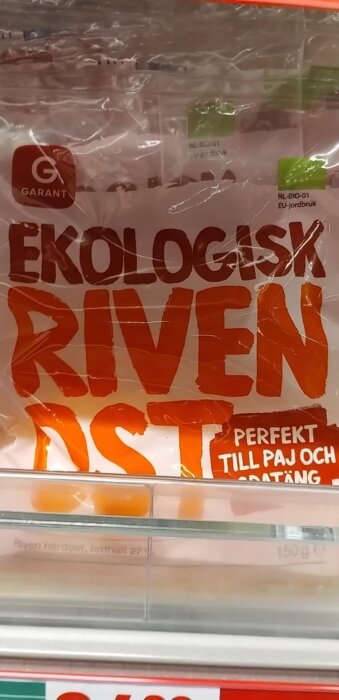 NL-BIO-01
EU-jordbruk
G
GARANT
NL-BIO-01
EU-jordbruk
EKOLOGISK
RIVEN
OST
PERFEKT
TILL PAJ OCH
Riven hårdost, fetthalt 27
150g e